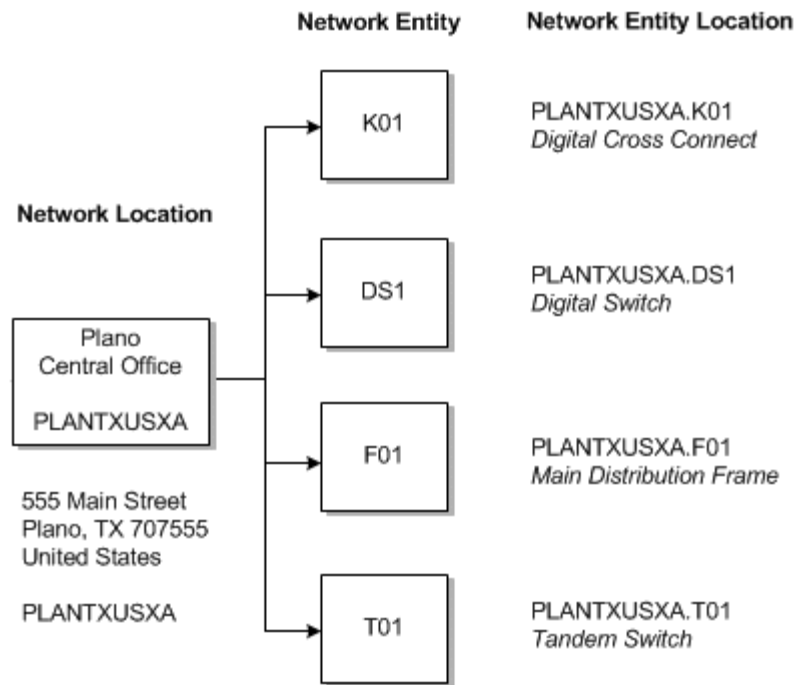 Network Entity
Network Entity Location
K01
PLANTXUSXA.K01
Digital Cross Connect
Network Location
DS1
PLANTXUSXA.DS1
Digital Switch
Plano
Central Office
PLANTXUSXA
F01
PLANTXUSXA.F01
Main Distribution Frame
555 Main Street
Plano, TX 707555
United States
PLANTXUSXA
T01
PLANTXUSXA.T01
Tandem Switch